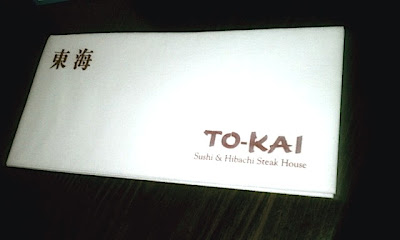 東海
TO-KAI
Sushi & Hibachi Steak House